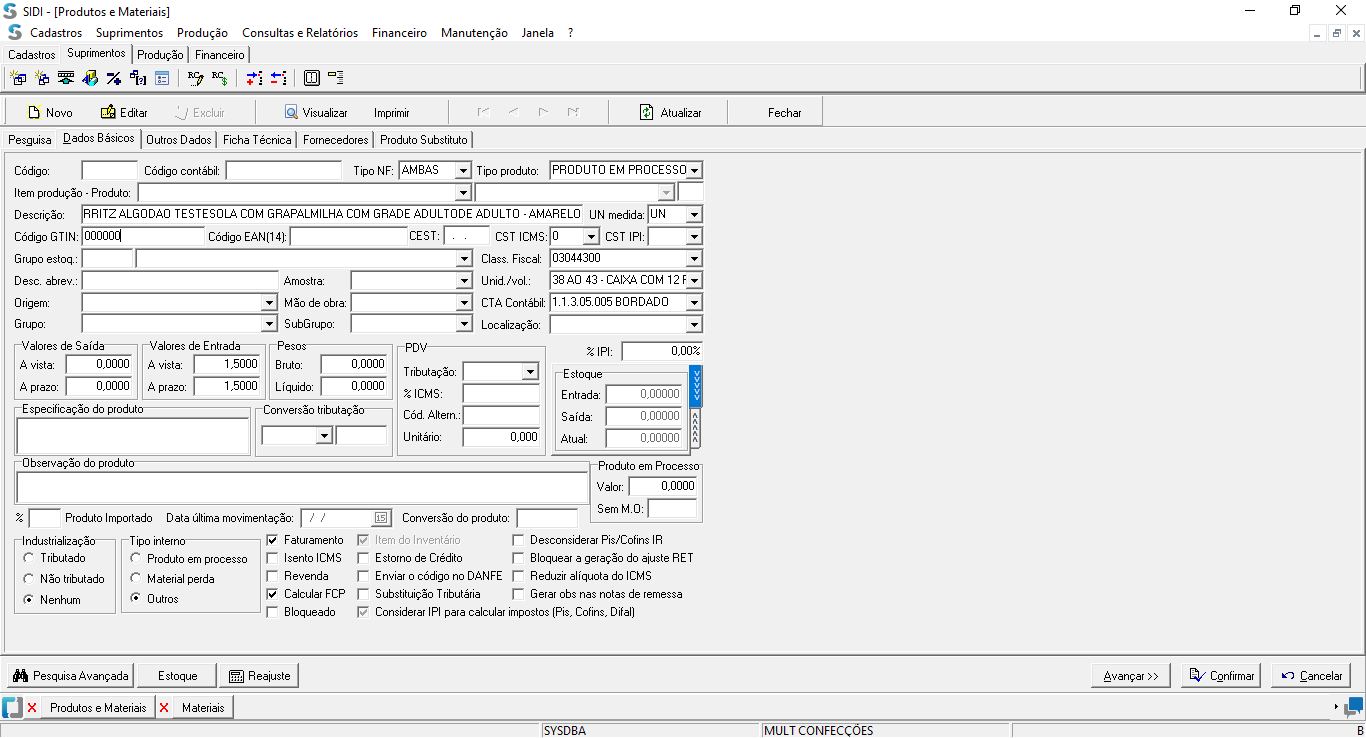 SIDI - [Produtos e Materiais]
Cadastros Suprimentos Produção Consultas e Relatórios Financeiro Manutenção Janela ?
Cadastros Suprimentos Produção Financeiro
Novo Editar Excluir Visualizar Imprimir Atualizar Fechar
Pesquisa Dados Básicos Outros Dados Ficha Técnica Fornecedores Produto Substituto
Código: Código contábil: Tipo NF: AMBAS Tipo produto: PRODUTO EM PROCESSO
Item produção - Produto:
Descrição: RRITZ ALGODAO TESTESOLA COM GRAPALMILHA COM GRADE ADULTODE ADULTO - AMARELO UN medida: UN
Código GTIN: 000000 Código EAN(14): CEST: . . CST ICMS: 0 CST IPI:
Grupo estoq.: Class. Fiscal: 03044300
Desc. abrev.: Amostra: Unid./vol.: 38 AO 43 - CAIXA COM 12 F
Origem: Mão de obra: CTA Contábil: 1.1.3.05.005 BORDADO
Grupo: SubGrupo: Localização:
Valores de Saída Valores de Entrada Pesos PDV % IPI: 0,00%
A vista: 0,0000 A vista: 1,5000 Bruto: 0,0000 Tributação: Estoque
A prazo: 0,0000 A prazo: 1,5000 Líquido: 0,0000 % ICMS: Entrada: 0,00000
Especificação do produto Conversão tributação Cód. Altern.: Saída: 0,00000
Unitário: 0,000 Atual: 0,00000
Observação do produto Produto em Processo
Valor: 0,0000
Sem M.O:
% Produto Importado Data última movimentação: / / 15 Conversão do produto:
Industrialização Tipo interno Faturamento Item do Inventário Desconsiderar Pis/Cofins IR
Tributado Produto em processo Isento ICMS Estorno de Crédito Bloquear a geração do ajuste RET
Não tributado Material perda Revenda Enviar o código no DANFE Reduzir alíquota do ICMS
Nenhum Outros Calcular FCP Substituição Tributária Gerar obs nas notas de remessa
Bloqueado Considerar IPI para calcular impostos (Pis, Cofins, Difal)
Pesquisa Avançada Estoque Reajuste Avançar >> Confirmar Cancelar
Produtos e Materiais Materiais
SYSDBA MULT CONFECÇÕES B